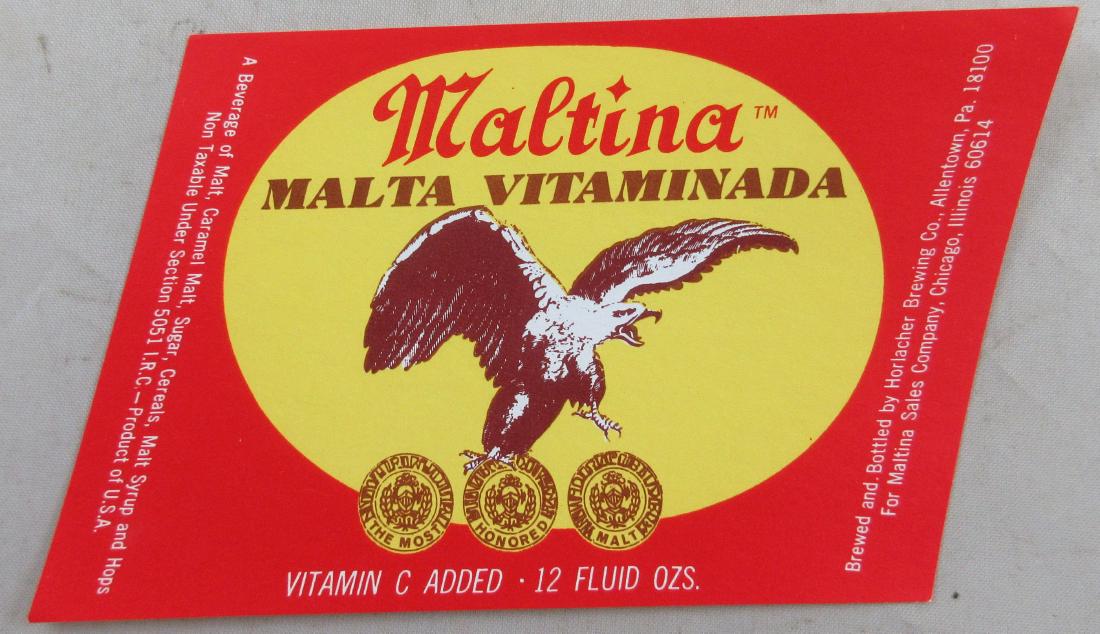 Maltina™
MALTA VITAMINADA
THE MOST
HONORED
MALT
VITAMIN C ADDED · 12 FLUID OZS.
A Beverage of Malt, Caramel Malt, Sugar, Cereals, Malt Syrup and Hops
Non Taxable Under Section 5051 I.R.C.—Product of U.S.A.
Brewed and Bottled by Horlacher Brewing Co., Allentown, Pa. 18100
For Maltina Sales Company, Chicago, Illinois 60614